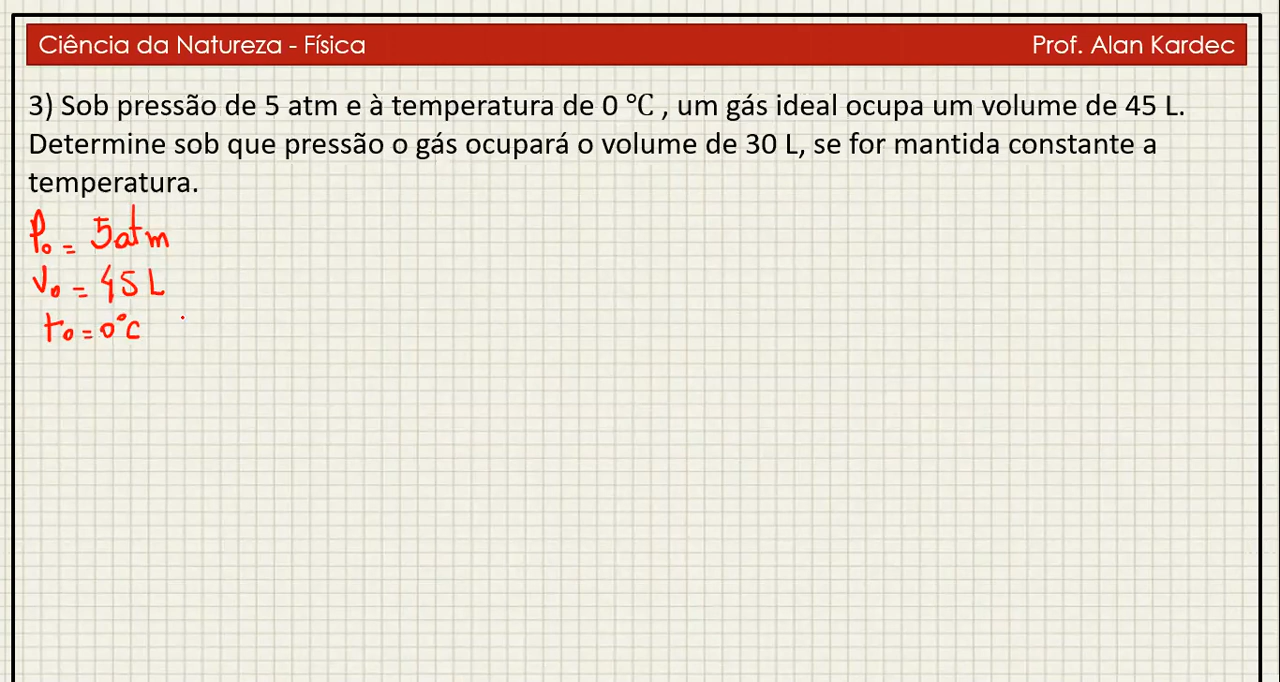 Ciência da Natureza - Física
Prof. Alan Kardec
3) Sob pressão de 5 atm e à temperatura de 0 ℃ , um gás ideal ocupa um volume de 45 L.
Determine sob que pressão o gás ocupará o volume de 30 L, se for mantida constante a
temperatura.
P₀ = 5 atm
V₀ = 45 L
t₀ = 0°C